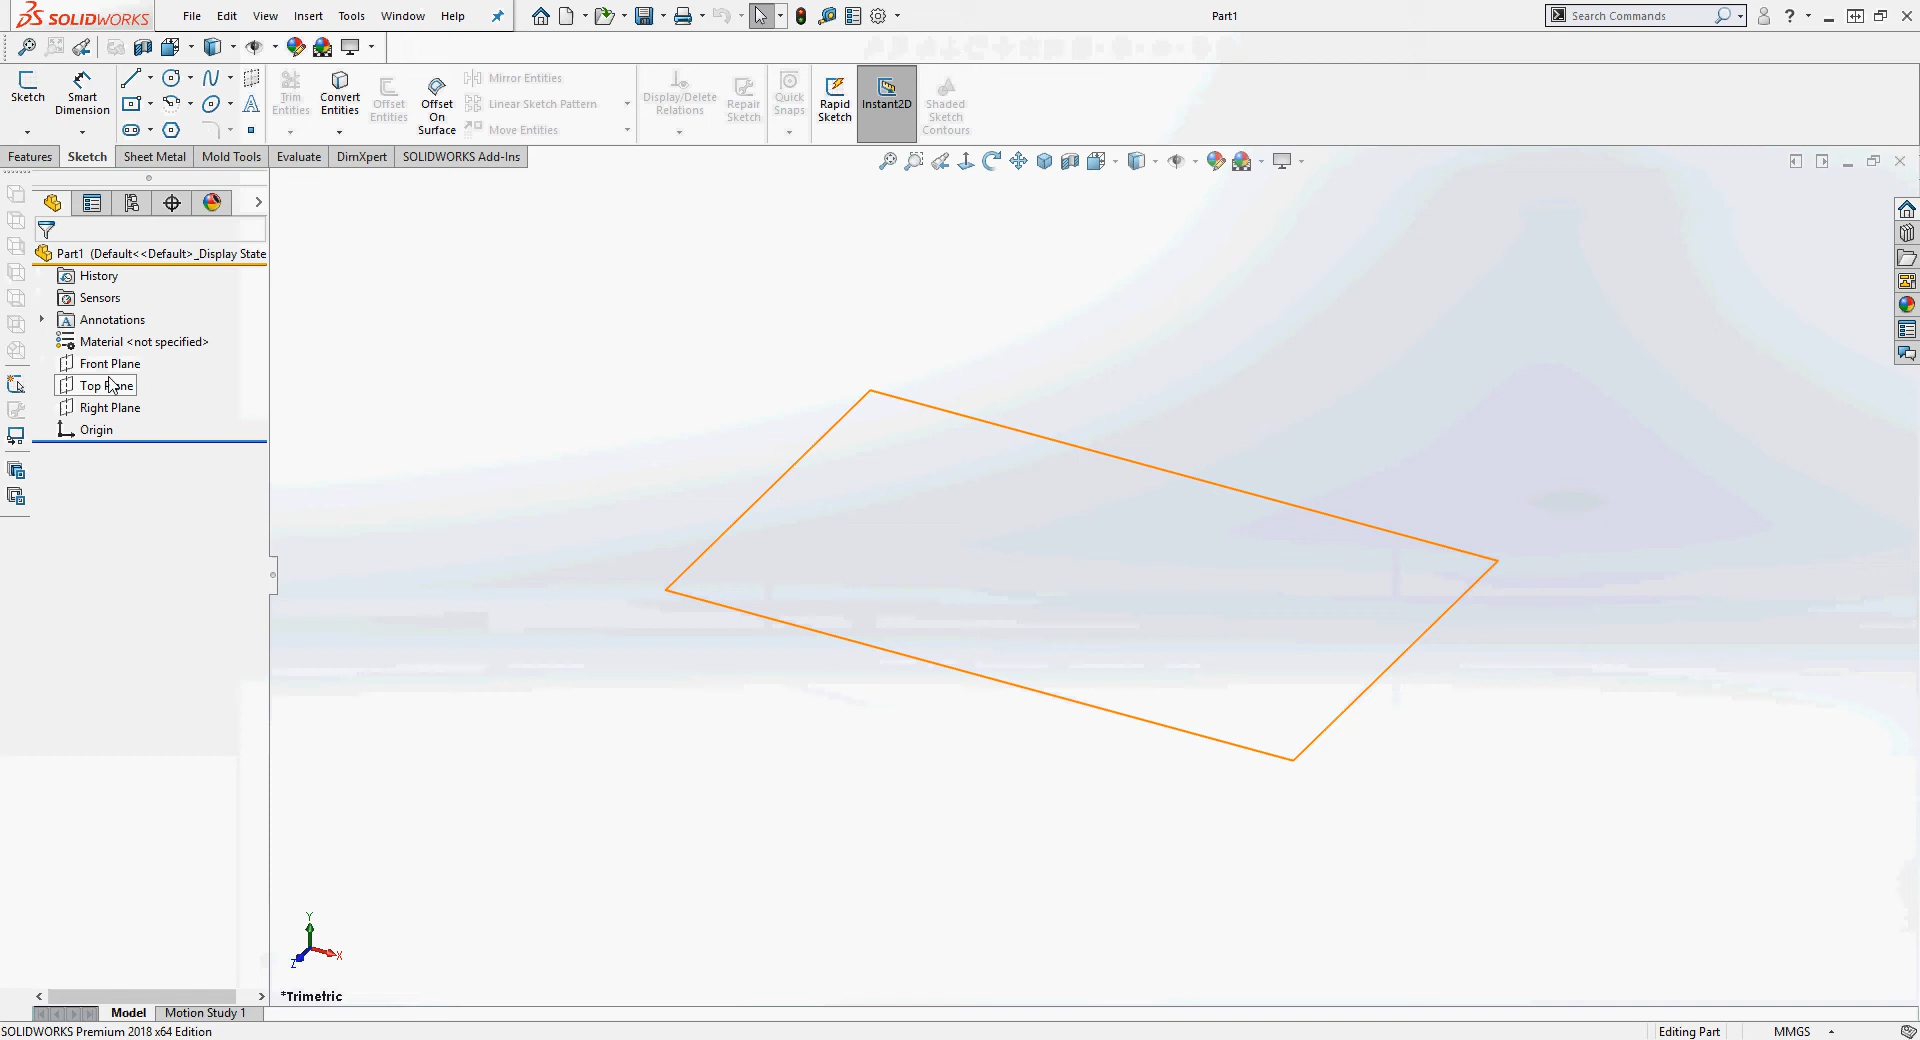 SOLIDWORKS File Edit View Insert Tools Window Help Part1 Search Commands ?
Sketch Smart Dimension Trim Entities Convert Entities Offset Entities Offset On Surface Mirror Entities Linear Sketch Pattern Move Entities Display/Delete Relations Repair Sketch Quick Snaps Rapid Sketch Instant2D Shaded Sketch Contours
Features Sketch Sheet Metal Mold Tools Evaluate DimXpert SOLIDWORKS Add-Ins
Part1 (Default<<Default>_Display State
History
Sensors
Annotations
Material <not specified>
Front Plane
Top Plane
Right Plane
Origin
Y
X
Z
*Trimetric
Model Motion Study 1
SOLIDWORKS Premium 2018 x64 Edition Editing Part MMGS